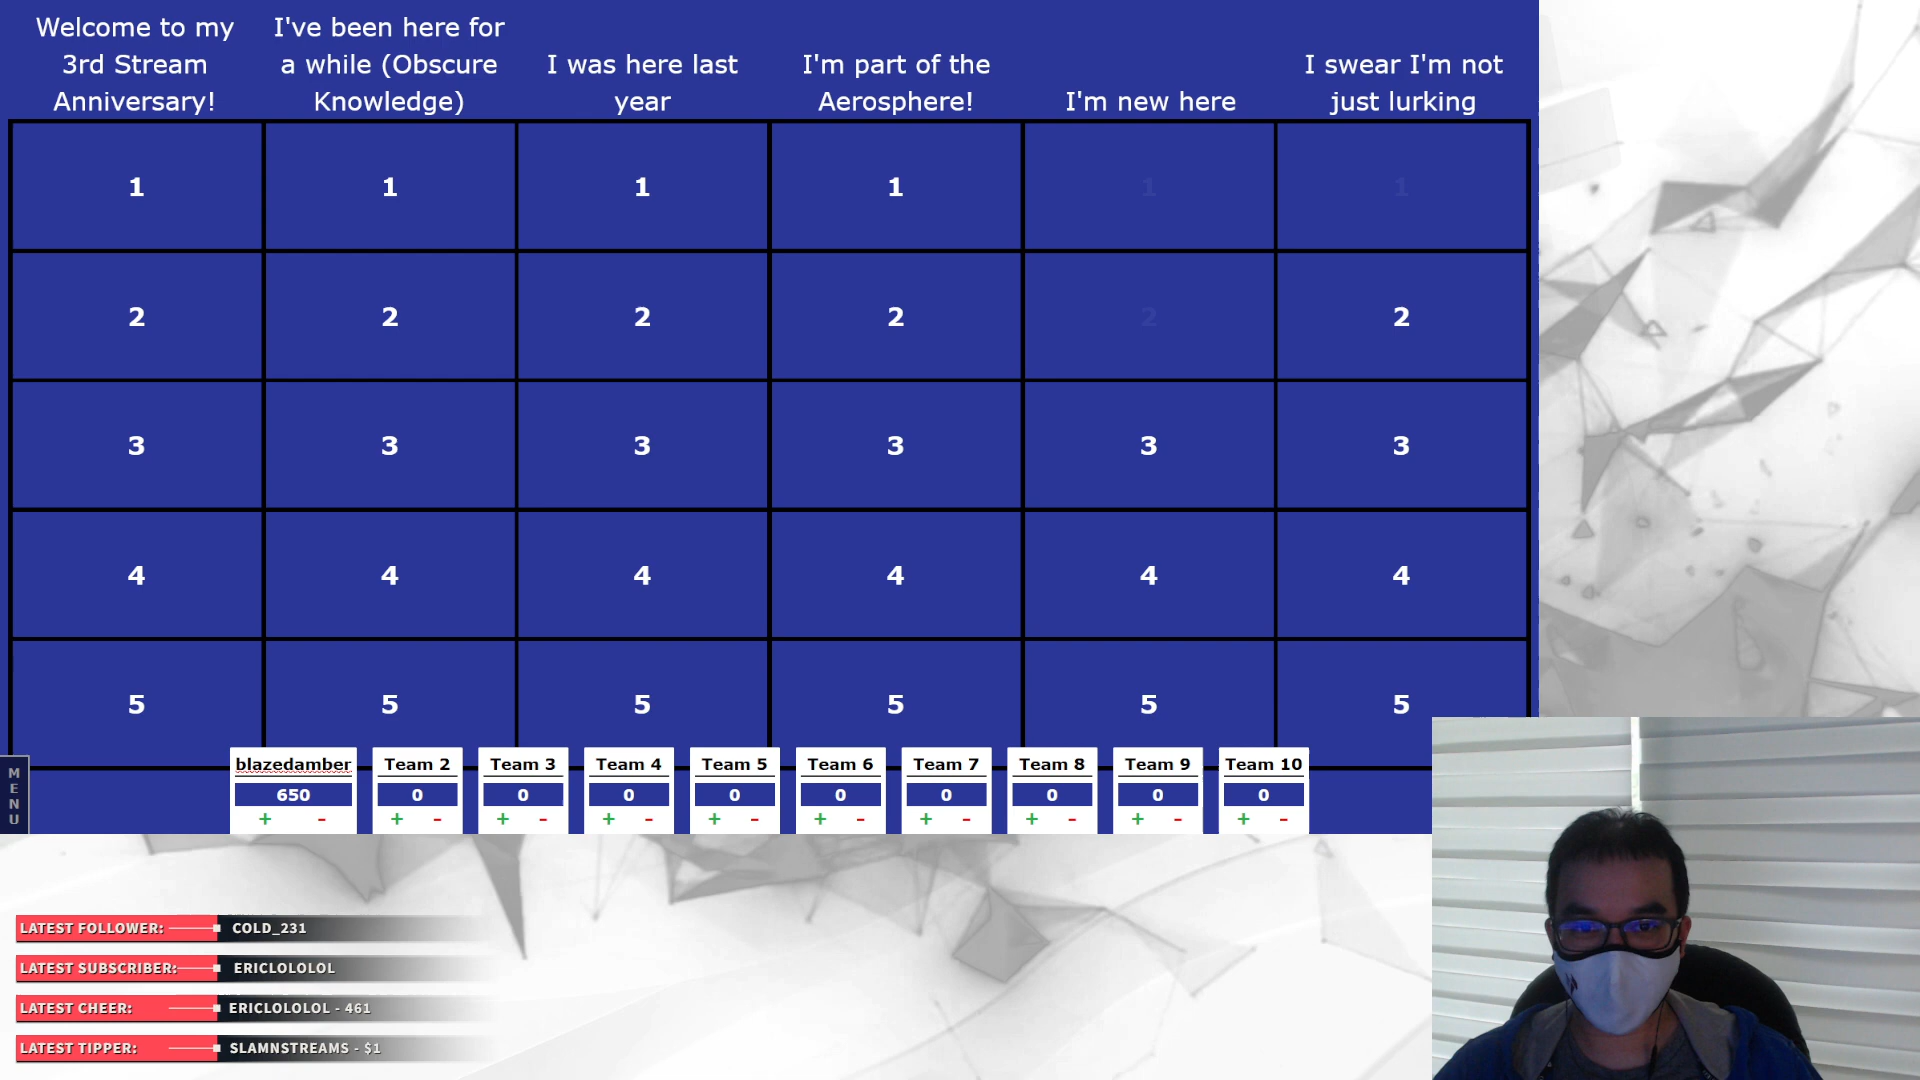 Welcome to my
3rd Stream
Anniversary!
I've been here for
a while (Obscure
Knowledge)
I was here last
year
I'm part of the
Aerosphere!
I'm new here
I swear I'm not
just lurking
1 1 1 1 1 1
2 2 2 2 2 2
3 3 3 3 3 3
4 4 4 4 4 4
5 5 5 5 5 5
MENU
blazedamber Team 2 Team 3 Team 4 Team 5 Team 6 Team 7 Team 8 Team 9 Team 10
650 0 0 0 0 0 0 0 0 0
+ - + - + - + - + - + - + - + - + - + -
LATEST FOLLOWER: COLD_231
LATEST SUBSCRIBER: ERICLOLOLOL
LATEST CHEER: ERICLOLOLOL - 461
LATEST TIPPER: SLAMNSTREAMS - $1